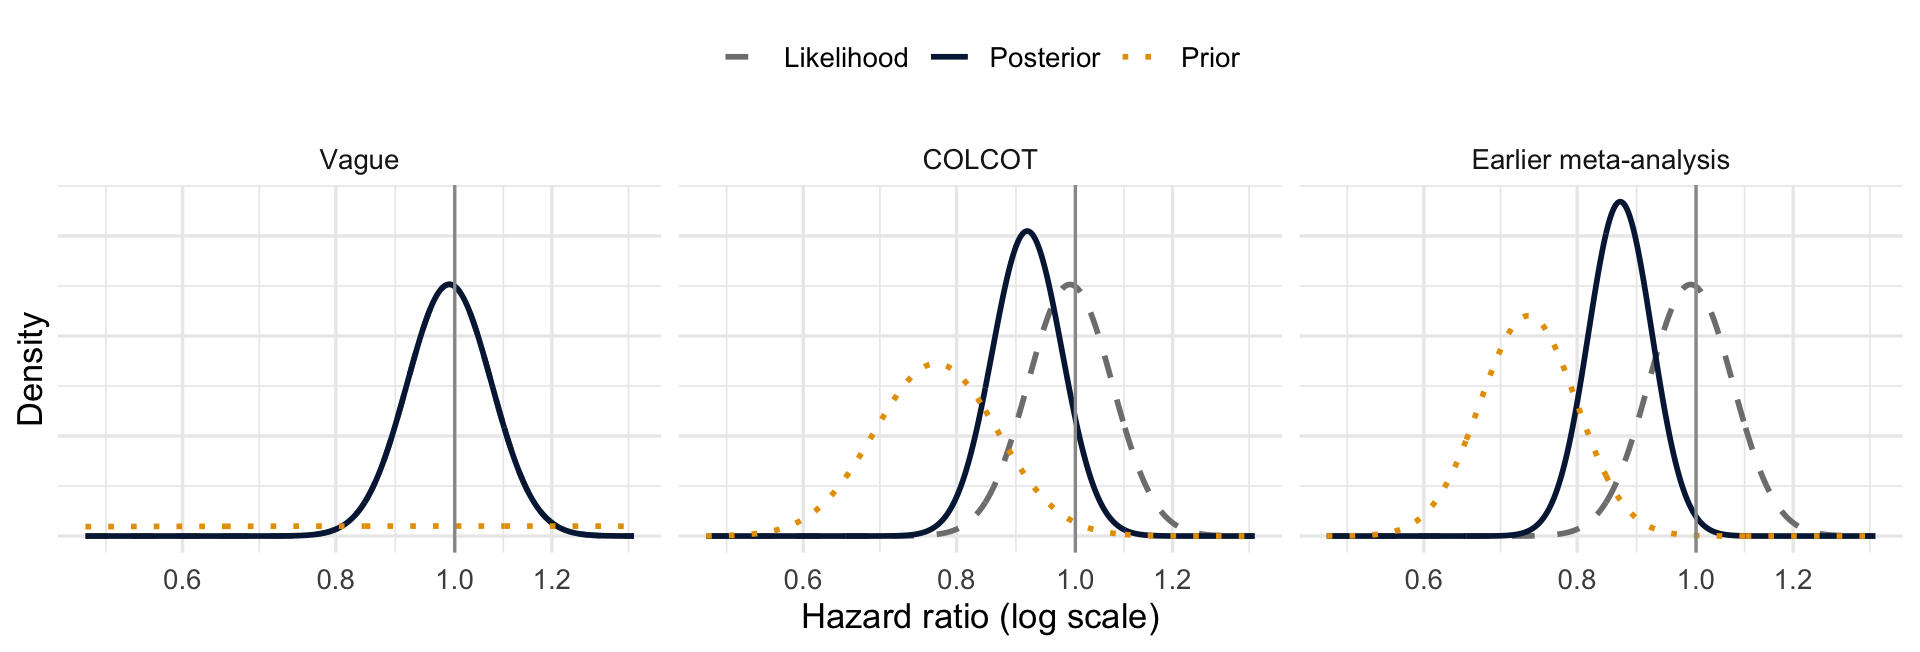 Likelihood Posterior Prior
Vague COLCOT Earlier meta-analysis
Density
0.6 0.8 1.0 1.2 0.6 0.8 1.0 1.2 0.6 0.8 1.0 1.2
Hazard ratio (log scale)